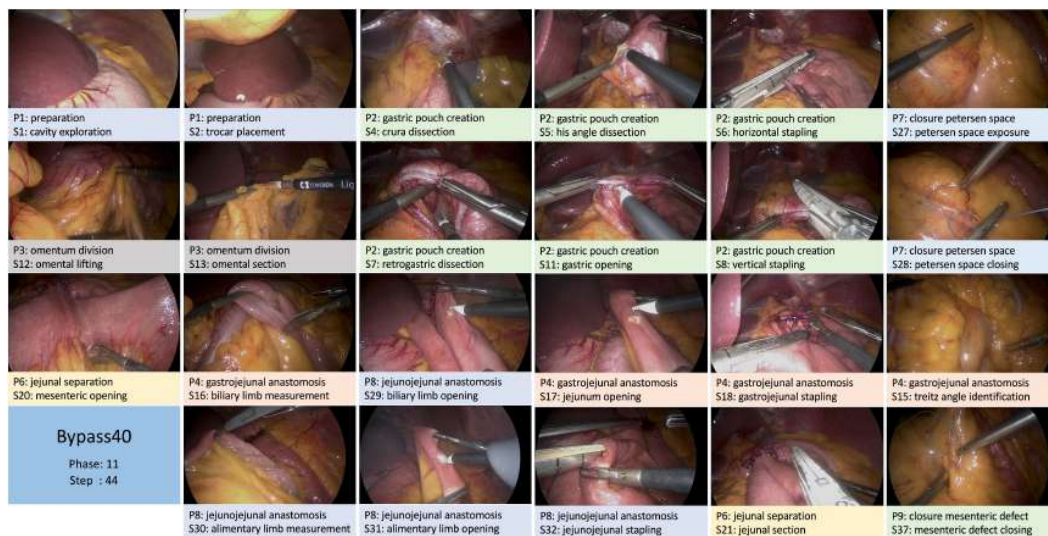 P1: preparation
S1: cavity exploration
P1: preparation
S2: trocar placement
P2: gastric pouch creation
S4: crura dissection
P2: gastric pouch creation
S5: his angle dissection
P2: gastric pouch creation
S6: horizontal stapling
P7: closure petersen space
S27: petersen space exposure
P3: omentum division
S12: omental lifting
P3: omentum division
S13: omental section
P2: gastric pouch creation
S7: retrogastric dissection
P2: gastric pouch creation
S11: gastric opening
P2: gastric pouch creation
S8: vertical stapling
P7: closure petersen space
S28: petersen space closing
P6: jejunal separation
S20: mesenteric opening
P4: gastrojejunal anastomosis
S16: biliary limb measurement
P8: jejunojejunal anastomosis
S29: biliary limb opening
P4: gastrojejunal anastomosis
S17: jejunum opening
P4: gastrojejunal anastomosis
S18: gastrojejunal stapling
P4: gastrojejunal anastomosis
S15: treitz angle identification
Bypass40
Phase: 11
Step : 44
P8: jejunojejunal anastomosis
S30: alimentary limb measurement
P8: jejunojejunal anastomosis
S31: alimentary limb opening
P8: jejunojejunal anastomosis
S32: jejunojejunal stapling
P6: jejunal separation
S21: jejunal section
P9: closure mesenteric defect
S37: mesenteric defect closing